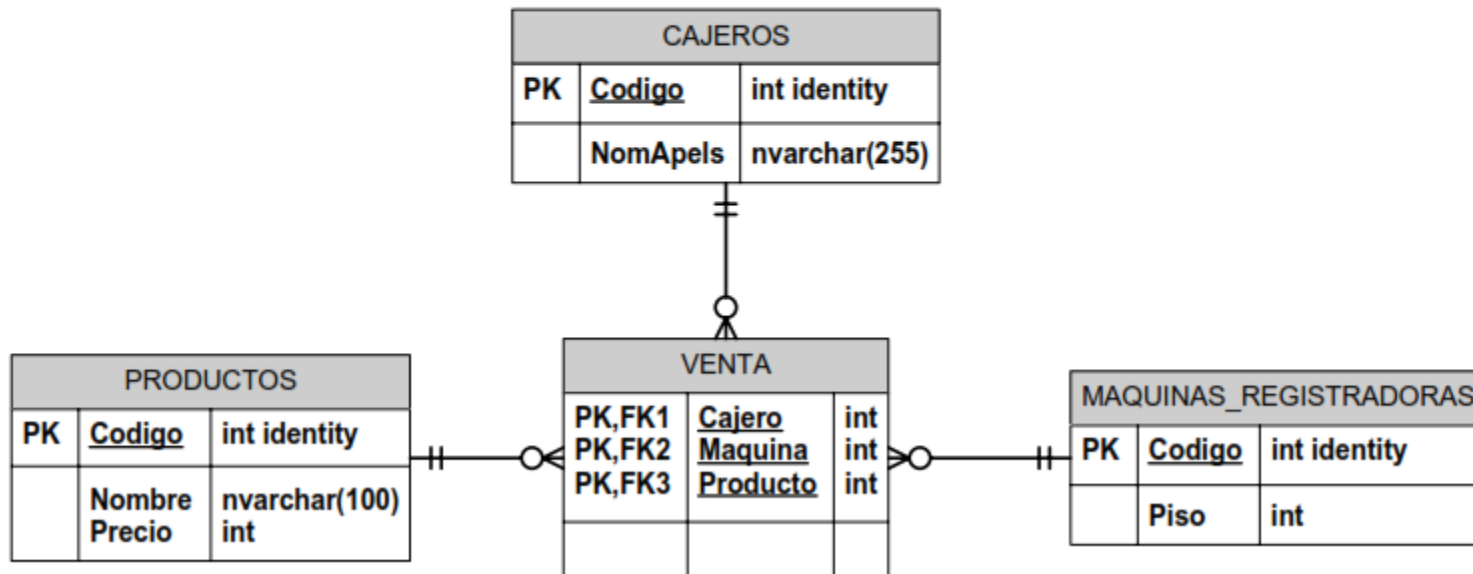 CAJEROS
PK Codigo int identity
NomApels nvarchar(255)
PRODUCTOS
PK Codigo int identity
Nombre nvarchar(100)
Precio int
VENTA
PK,FK1 Cajero int
PK,FK2 Maquina int
PK,FK3 Producto int
MAQUINAS_REGISTRADORAS
PK Codigo int identity
Piso int